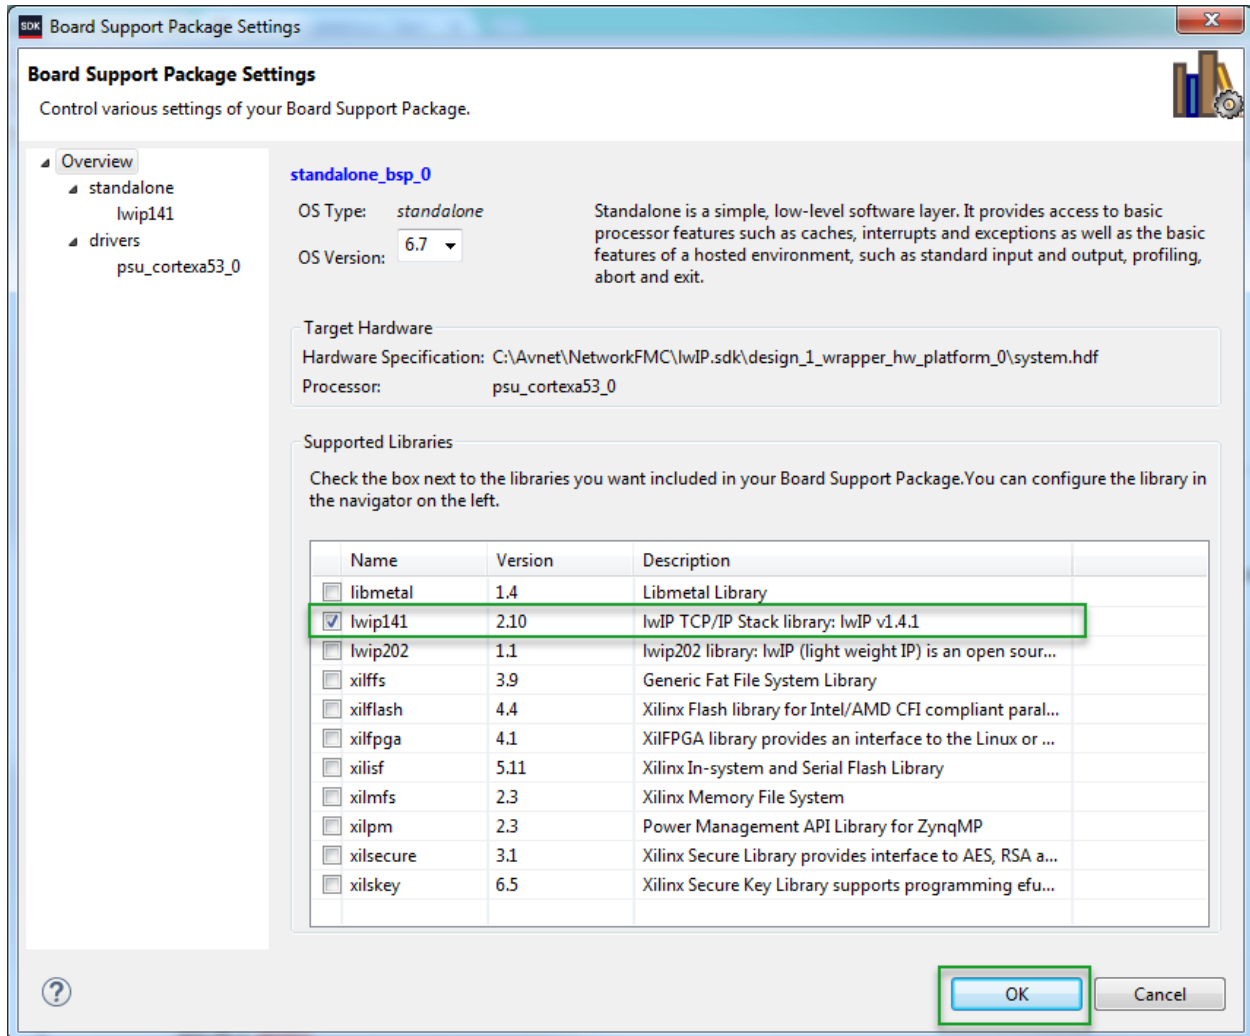 SDK Board Support Package Settings
Board Support Package Settings
Control various settings of your Board Support Package.
Overview
standalone
lwip141
drivers
psu_cortexa53_0
standalone_bsp_0
OS Type: standalone
OS Version: 6.7
Standalone is a simple, low-level software layer. It provides access to basic
processor features such as caches, interrupts and exceptions as well as the basic
features of a hosted environment, such as standard input and output, profiling,
abort and exit.
Target Hardware
Hardware Specification: C:\Avnet\NetworkFMC\lwIP.sdk\design_1_wrapper_hw_platform_0\system.hdf
Processor: psu_cortexa53_0
Supported Libraries
Check the box next to the libraries you want included in your Board Support Package.You can configure the library in
the navigator on the left.
Name Version Description
libmetal 1.4 Libmetal Library
lwip141 2.10 lwIP TCP/IP Stack library: lwIP v1.4.1
lwip202 1.1 lwip202 library: lwIP (light weight IP) is an open sour...
xilffs 3.9 Generic Fat File System Library
xilflash 4.4 Xilinx Flash library for Intel/AMD CFI compliant paral...
xilfpga 4.1 XilFPGA library provides an interface to the Linux or ...
xilisf 5.11 Xilinx In-system and Serial Flash Library
xilmfs 2.3 Xilinx Memory File System
xilpm 2.3 Power Management API Library for ZynqMP
xilsecure 3.1 Xilinx Secure Library provides interface to AES, RSA a...
xilskey 6.5 Xilinx Secure Key Library supports programming efu...
?
OK Cancel